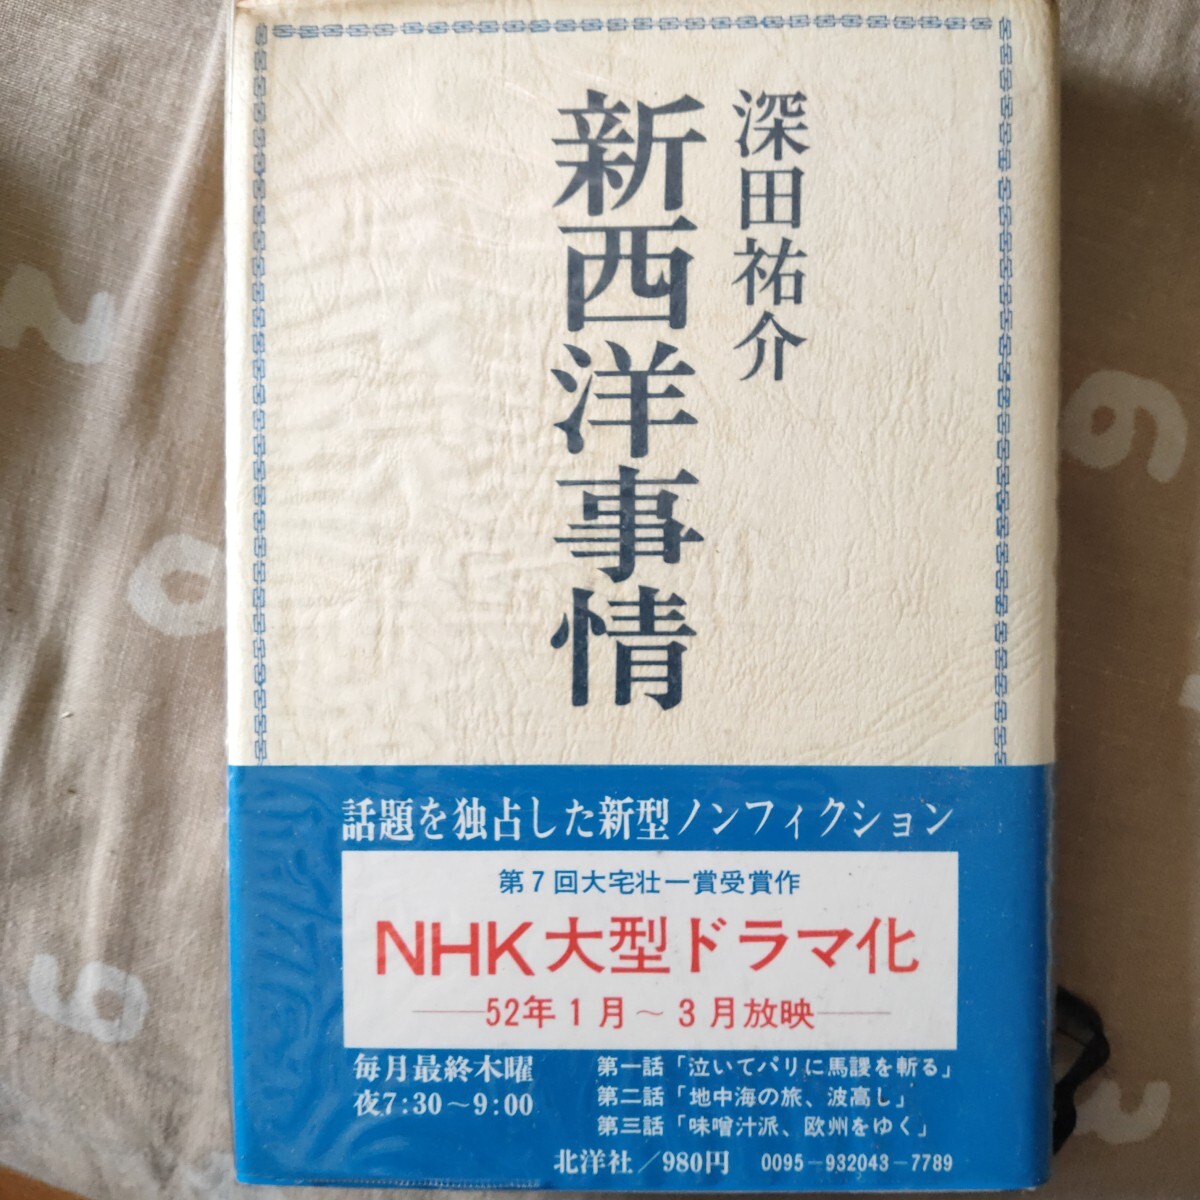 深田祐介
新西洋事情
話題を独占した新型ノンフィクション
第7回大宅壮一賞受賞作
NHK大型ドラマ化
52年1月～3月放映
毎月最終木曜
夜7:30～9:00
第一話「泣いてパリに馬謖を斬る」
第二話「地中海の旅、波高し」
第三話「味噌汁派、欧州をゆく」
北洋社／980円 0095-932043-7789